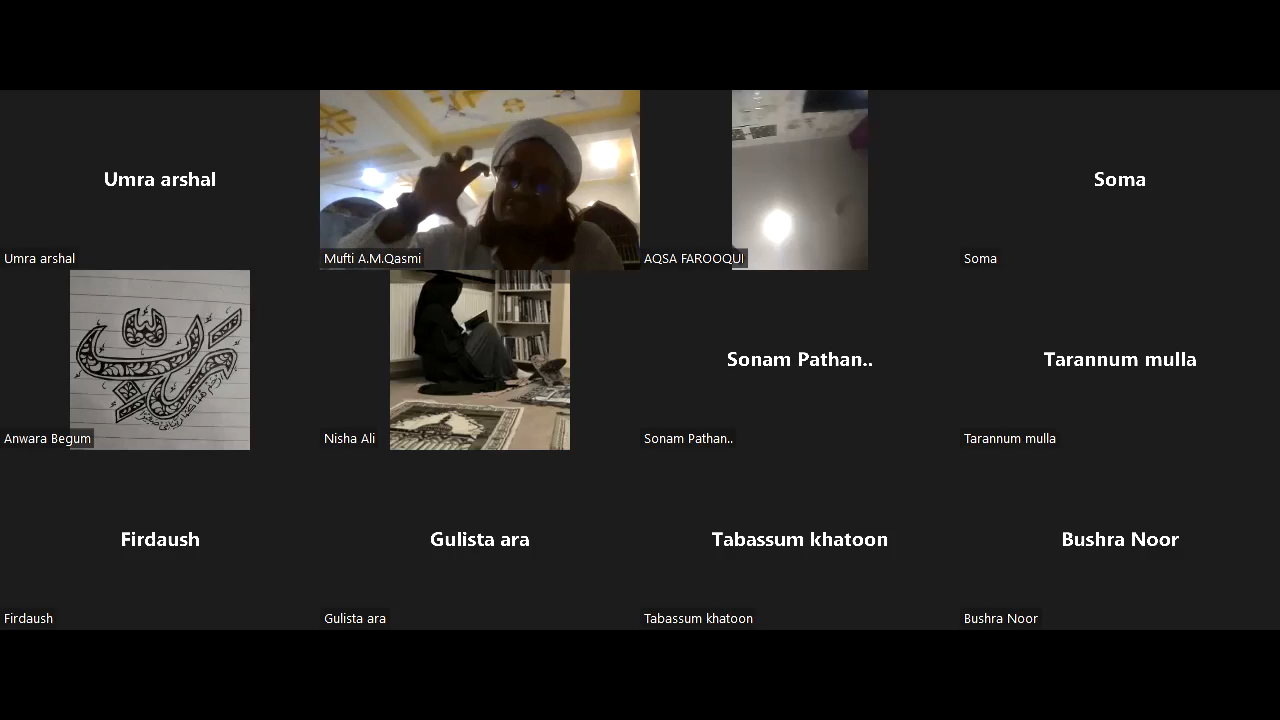 Umra arshal
Umra arshal
Mufti A.M.Qasmi
AQSA FAROOQUI
Soma
Soma
Anwara Begum
Nisha Ali
Sonam Pathan..
Sonam Pathan..
Tarannum mulla
Tarannum mulla
Firdaush
Firdaush
Gulista ara
Gulista ara
Tabassum khatoon
Tabassum khatoon
Bushra Noor
Bushra Noor